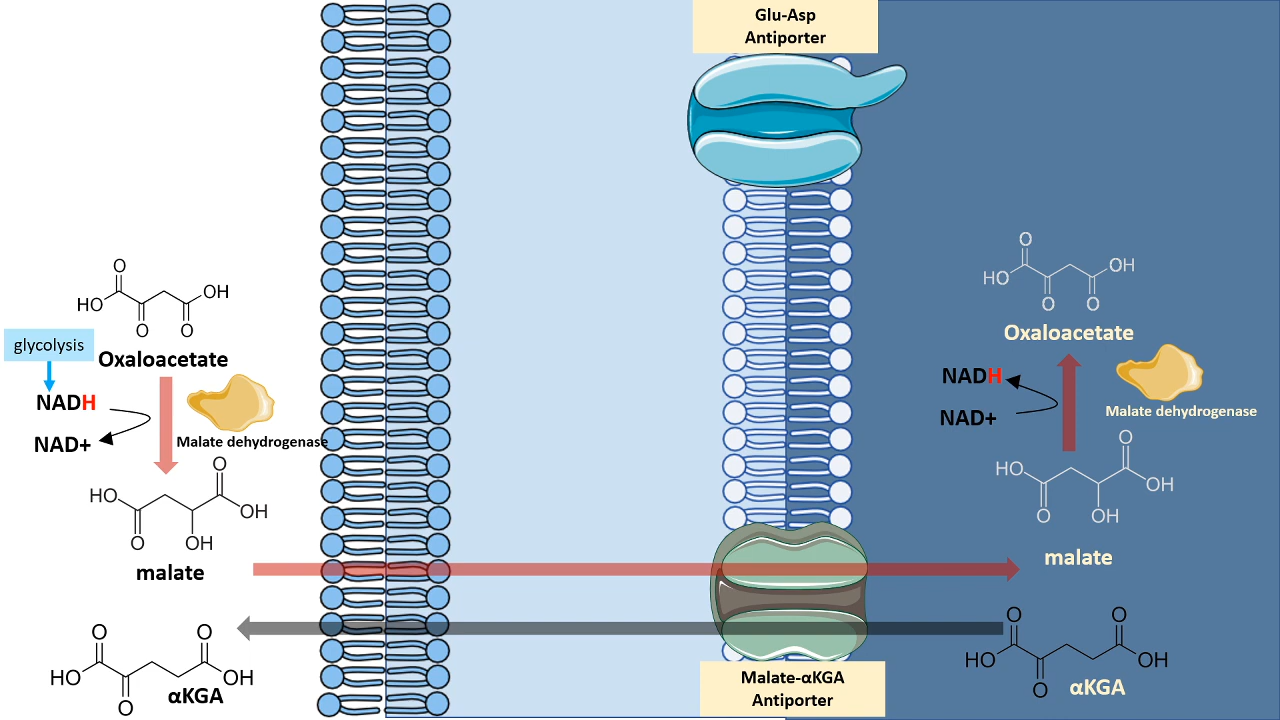 Glu-Asp
Antiporter
O
HO
OH
O
O
Oxaloacetate
glycolysis
NADH
NAD+
Malate dehydrogenase
HO
O
OH
O
OH
malate
O
O
HO
OH
O
αKGA
O
HO
OH
O
O
Oxaloacetate
NADH
NAD+
Malate dehydrogenase
O
HO
OH
O
OH
malate
O
O
HO
OH
O
αKGA
Malate-αKGA
Antiporter